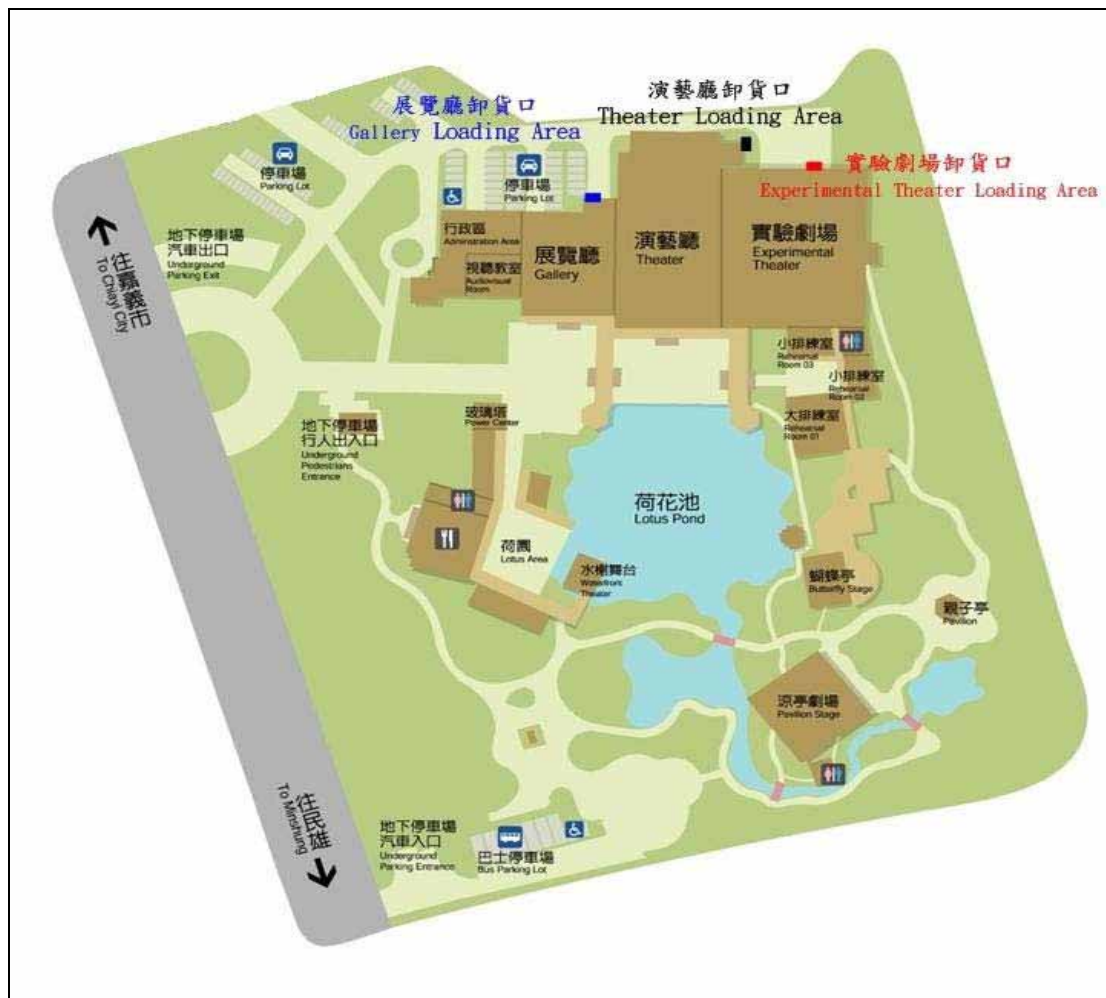 演藝廳卸貨口
Theater Loading Area
展覽廳卸貨口
Gallery Loading Area
實驗劇場卸貨口
Experimental Theater Loading Area
停車場
Parking Lot
停車場
Parking Lot
地下停車場
汽車出口
Underground
Parking Exit
往嘉義市
To Chiayi City
行政區
Administration Area
視聽教室
Audiovisual
Room
展覽廳
Gallery
演藝廳
Theater
實驗劇場
Experimental
Theater
小排練室
Rehearsal
Room 03
小排練室
Rehearsal
Room 02
大排練室
Rehearsal
Room 01
地下停車場
行人出入口
Underground
Pedestrians
Entrance
玻璃塔
Power Center
荷花池
Lotus Pond
荷園
Lotus Area
水榭舞台
Waterfront
Theater
蝴蝶亭
Butterfly Stage
親子亭
Pavilion
涼亭劇場
Pavilion Stage
往民雄
To Minshung
地下停車場
汽車入口
Underground
Parking Entrance
巴士停車場
Bus Parking Lot